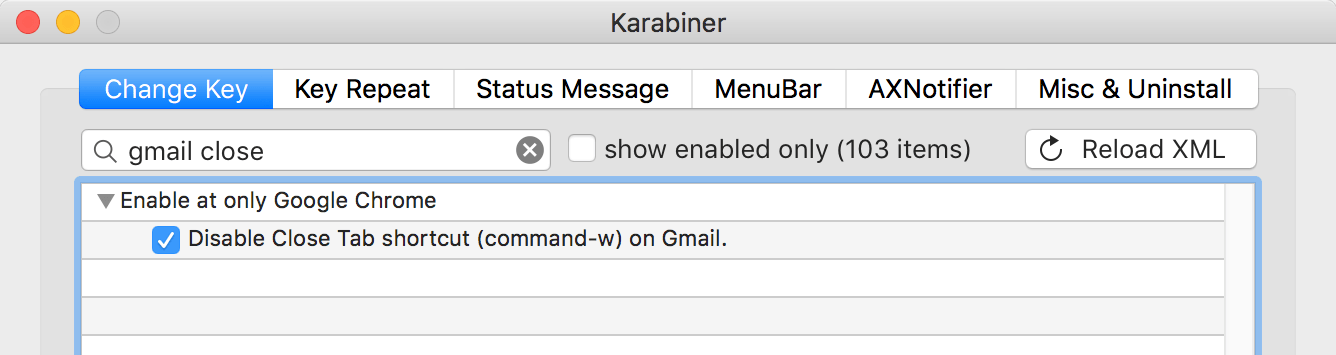 Karabiner
Change Key Key Repeat Status Message MenuBar AXNotifier Misc & Uninstall
gmail close show enabled only (103 items) Reload XML
Enable at only Google Chrome
Disable Close Tab shortcut (command-w) on Gmail.